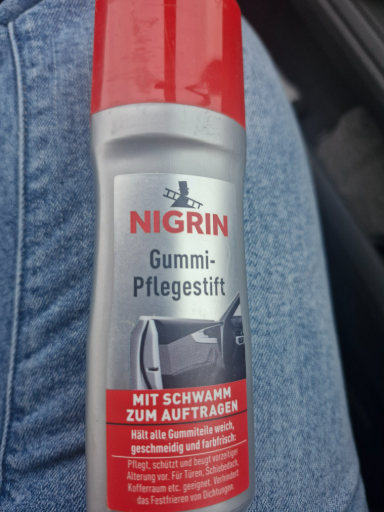 NIGRIN
Gummi-
Pflegestift
MIT SCHWAMM
ZUM AUFTRAGEN
Hält alle Gummiteile weich,
geschmeidig und farbfrisch:
Pflegt, schützt und beugt vorzeitiger
Alterung vor. Für Türen, Schiebedach,
Kofferraum etc. geeignet. Verhindert
das Festfrieren von Dichtungen.